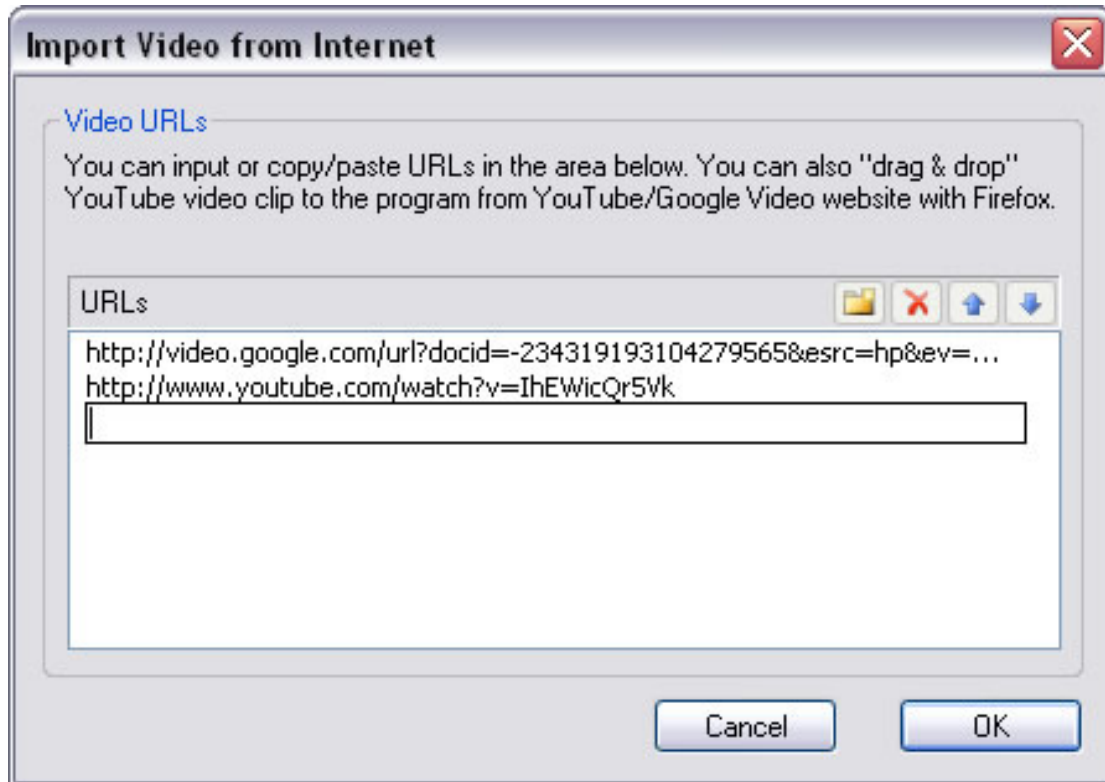 Import Video from Internet
Video URLs
You can input or copy/paste URLs in the area below. You can also "drag & drop"
YouTube video clip to the program from YouTube/Google Video website with Firefox.
URLs
http://video.google.com/url?docid=-2343191931042795​65&esrc=hp&ev=...
http://www.youtube.com/watch?v=IhEWicQr5Vk
Cancel
OK